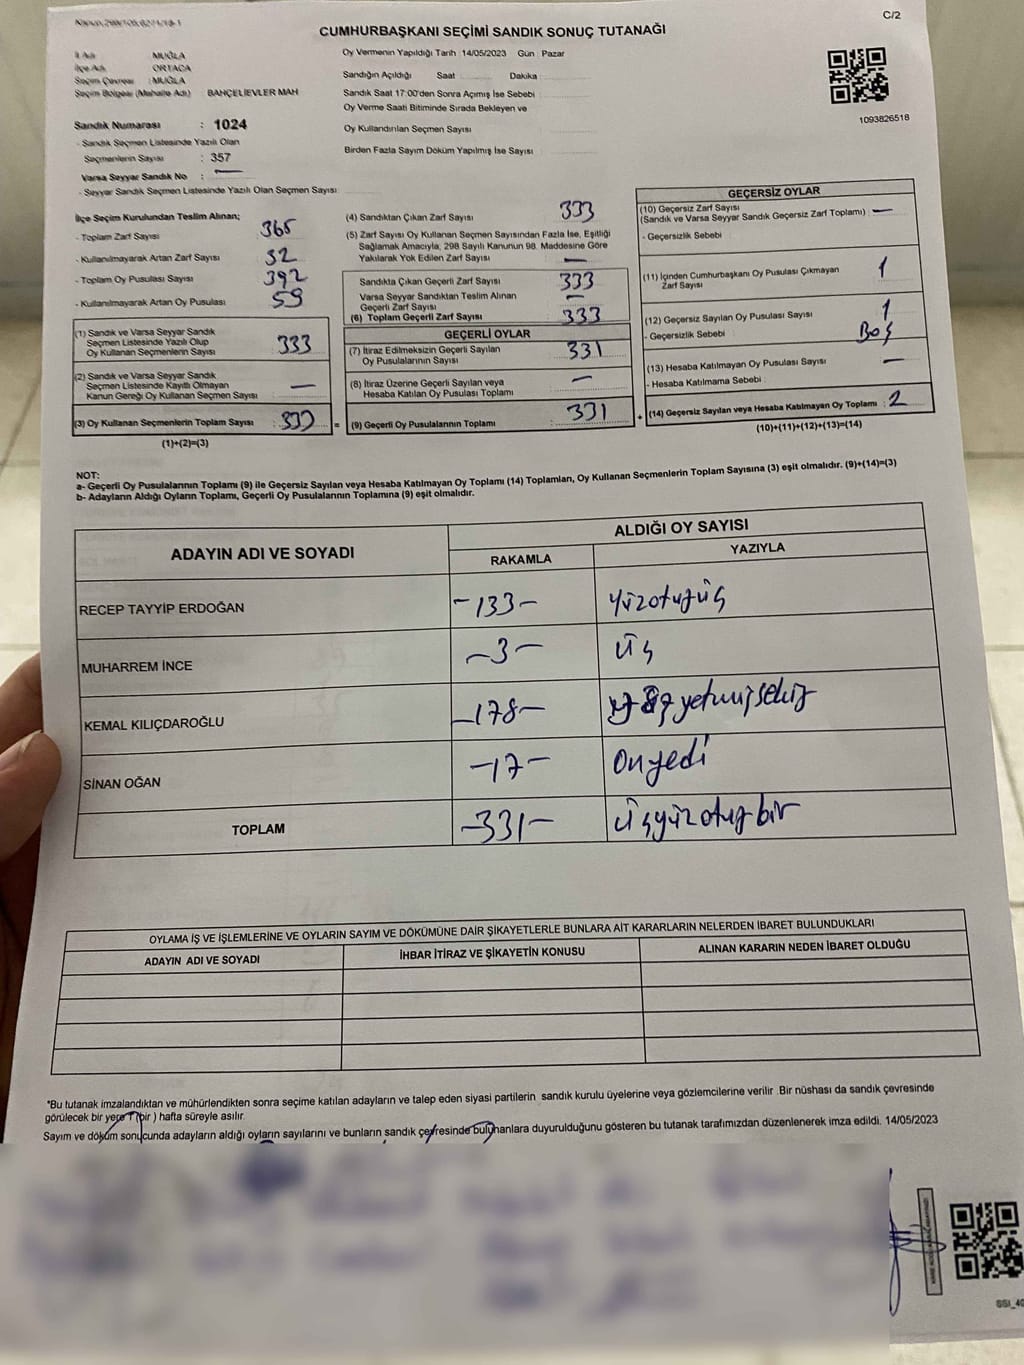 C/2
CUMHURBAŞKANI SEÇİMİ SANDIK SONUÇ TUTANAĞI
İl Adı : MUĞLA
İlçe Adı : ORTACA
Seçim Çevresi : MUĞLA
Seçim Bölgesi (Mahalle Adı) : BAHÇELİEVLER MAH
Sandık Numarası : 1024
- Sandık Seçmen Listesinde Yazılı Olan
Seçmenlerin Sayısı : 357
Varsa Seyyar Sandık No : —
- Seyyar Sandık Seçmen Listesinde Yazılı Olan Seçmen Sayısı
Oy Vermenin Yapıldığı Tarih : 14/05/2023 Gün : Pazar
Sandığın Açıldığı Saat Dakika
Sandık Saat 17:00'den Sonra Açmış İse Sebebi
Oy Verme Saati Bitiminde Sırada Bekleyen ve
Oy Kullandırılan Seçmen Sayısı
Birden Fazla Sayım Döküm Yapılmış İse Sayısı
1093826518
İlçe Seçim Kurulundan Teslim Alınan;
- Toplam Zarf Sayısı 365
- Kullanılmayarak Artan Zarf Sayısı 32
- Toplam Oy Pusulası Sayısı 392
- Kullanılmayarak Artan Oy Pusulası 59
(1) Sandık ve Varsa Seyyar Sandık
Seçmen Listesinde Yazılı Olup
Oy Kullanan Seçmenlerin Sayısı 333
(2) Sandık ve Varsa Seyyar Sandık
Seçmen Listesinde Kayıtlı Olmayan
Kanun Gereği Oy Kullanan Seçmen Sayısı —
(3) Oy Kullanan Seçmenlerin Toplam Sayısı : 333
(1)+(2)=(3)
(4) Sandıktan Çıkan Zarf Sayısı 333
(5) Zarf Sayısı Oy Kullanan Seçmen Sayısından Fazla İse, Eşitliği
Sağlamak Amacıyla, 298 Sayılı Kanunun 98. Maddesine Göre
Yakılarak Yok Edilen Zarf Sayısı —
Sandıkta Çıkan Geçerli Zarf Sayısı 333
Varsa Seyyar Sandıktan Teslim Alınan
Geçerli Zarf Sayısı —
(6) Toplam Geçerli Zarf Sayısı 333
GEÇERLİ OYLAR
(7) İtiraz Edilmeksizin Geçerli Sayılan
Oy Pusulalarının Sayısı 331
(8) İtiraz Üzerine Geçerli Sayılan veya
Hesaba Katılan Oy Pusulası Toplamı —
= (9) Geçerli Oy Pusulalarının Toplamı 331
GEÇERSİZ OYLAR
(10) Geçersiz Zarf Sayısı
(Sandık ve Varsa Seyyar Sandık Geçersiz Zarf Toplamı) —
- Geçersizlik Sebebi
(11) İçinden Cumhurbaşkanı Oy Pusulası Çıkmayan
Zarf Sayısı 1
(12) Geçersiz Sayılan Oy Pusulası Sayısı 1
- Geçersizlik Sebebi Boş
(13) Hesaba Katılmayan Oy Pusulası Sayısı —
- Hesaba Katılmama Sebebi
+ (14) Geçersiz Sayılan veya Hesaba Katılmayan Oy Toplamı : 2
(10)+(11)+(12)+(13)=(14)
NOT:
a- Geçerli Oy Pusulalarının Toplamı (9) ile Geçersiz Sayılan veya Hesaba Katılmayan Oy Toplamı (14) Toplamları, Oy Kullanan Seçmenlerin Toplam Sayısına (3) eşit olmalıdır. (9)+(14)=(3)
b- Adayların Aldığı Oyların Toplamı, Geçerli Oy Pusulalarının Toplamına (9) eşit olmalıdır.
ADAYIN ADI VE SOYADI ALDIĞI OY SAYISI
RAKAMLA YAZIYLA
RECEP TAYYİP ERDOĞAN -133- yüzotuzüç
MUHARREM İNCE -3- üç
KEMAL KILIÇDAROĞLU -178- yetmişsekiz
SİNAN OĞAN -17- onyedi
TOPLAM -331- üçyüzotuzbir
OYLAMA İŞ VE İŞLEMLERİNE VE OYLARIN SAYIM VE DÖKÜMÜNE DAİR ŞİKAYETLERLE BUNLARA AİT KARARLARIN NELERDEN İBARET BULUNDUKLARI
ADAYIN ADI VE SOYADI İHBAR İTİRAZ VE ŞİKAYETİN KONUSU ALINAN KARARIN NEDEN İBARET OLDUĞU
*Bu tutanak imzalandıktan ve mühürlendikten sonra seçime katılan adayların ve talep eden siyasi partilerin sandık kurulu üyelerine veya gözlemcilerine verilir. Bir nüshası da sandık çevresinde
görülecek bir yere 1 (bir) hafta süreyle asılır.
Sayım ve döküm sonucunda adayların aldığı oyların sayılarını ve bunların sandık çevresinde bulunanlara duyurulduğunu gösteren bu tutanak tarafımızdan düzenlenerek imza edildi. 14/05/2023